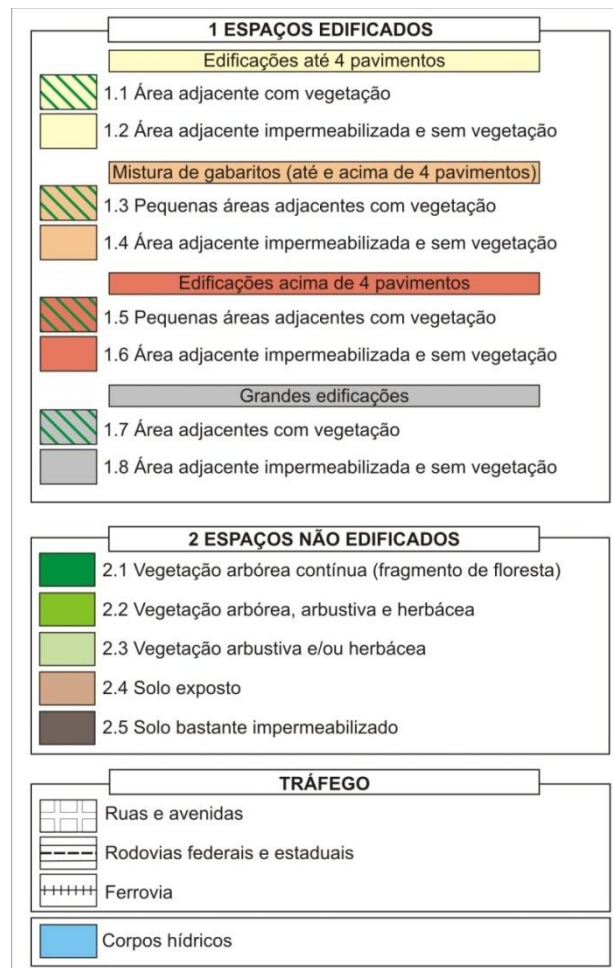 1 ESPAÇOS EDIFICADOS
Edificações até 4 pavimentos
1.1 Área adjacente com vegetação
1.2 Área adjacente impermeabilizada e sem vegetação
Mistura de gabaritos (até e acima de 4 pavimentos)
1.3 Pequenas áreas adjacentes com vegetação
1.4 Área adjacente impermeabilizada e sem vegetação
Edificações acima de 4 pavimentos
1.5 Pequenas áreas adjacentes com vegetação
1.6 Área adjacente impermeabilizada e sem vegetação
Grandes edificações
1.7 Área adjacentes com vegetação
1.8 Área adjacente impermeabilizada e sem vegetação
2 ESPAÇOS NÃO EDIFICADOS
2.1 Vegetação arbórea contínua (fragmento de floresta)
2.2 Vegetação arbórea, arbustiva e herbácea
2.3 Vegetação arbustiva e/ou herbácea
2.4 Solo exposto
2.5 Solo bastante impermeabilizado
TRÁFEGO
Ruas e avenidas
Rodovias federais e estaduais
Ferrovia
Corpos hídricos